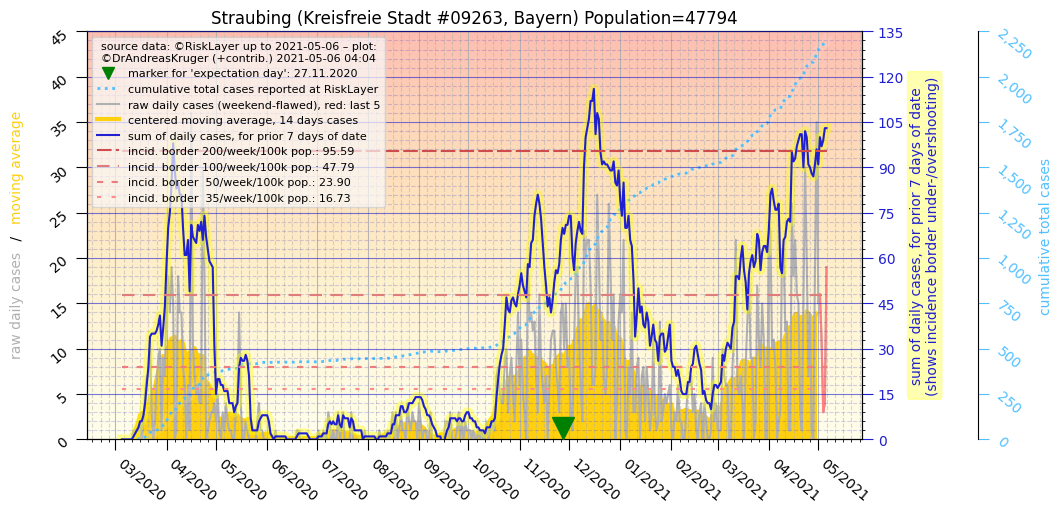 Straubing (Kreisfreie Stadt #09263, Bayern) Population=47794
source data: ©RiskLayer up to 2021-05-06 – plot:
©DrAndreasKruger (+contrib.) 2021-05-06 04:04
marker for 'expectation day': 27.11.2020
cumulative total cases reported at RiskLayer
raw daily cases (weekend-flawed), red: last 5
centered moving average, 14 days cases
sum of daily cases, for prior 7 days of date
incid. border 200/week/100k pop.: 95.59
incid. border 100/week/100k pop.: 47.79
incid. border  50/week/100k pop.: 23.90
incid. border  35/week/100k pop.: 16.73
raw daily cases / moving average
45
40
35
30
25
20
15
10
5
0
03/2020
04/2020
05/2020
06/2020
07/2020
08/2020
09/2020
10/2020
11/2020
12/2020
01/2021
02/2021
03/2021
04/2021
05/2021
135
120
105
90
75
60
45
30
15
0
sum of daily cases, for prior 7 days of date
(shows incidence border under-/overshooting)
2,250
2,000
1,750
1,500
1,250
1,000
750
500
250
0
cumulative total cases